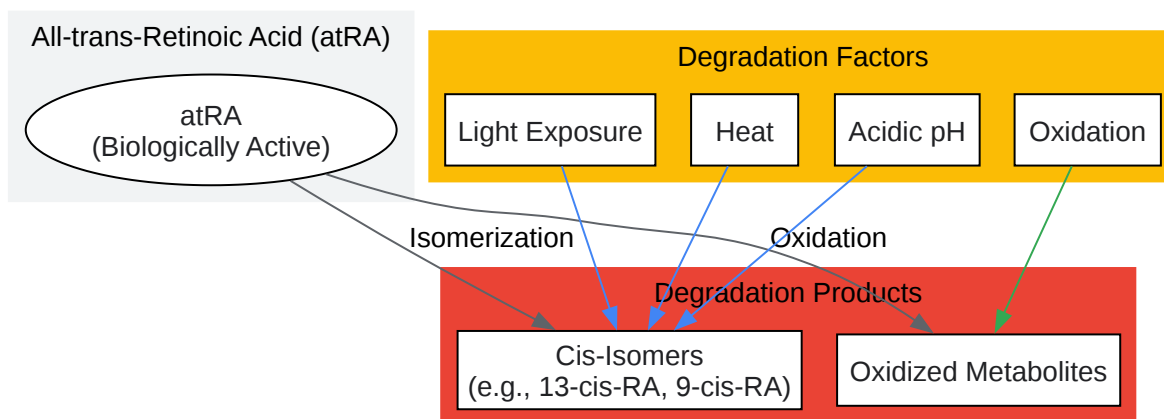 All-trans-Retinoic Acid (atRA)
atRA
(Biologically Active)
Degradation Factors
Light Exposure
Heat
Acidic pH
Oxidation
Isomerization
Oxidation
Degradation Products
Cis-Isomers
(e.g., 13-cis-RA, 9-cis-RA)
Oxidized Metabolites